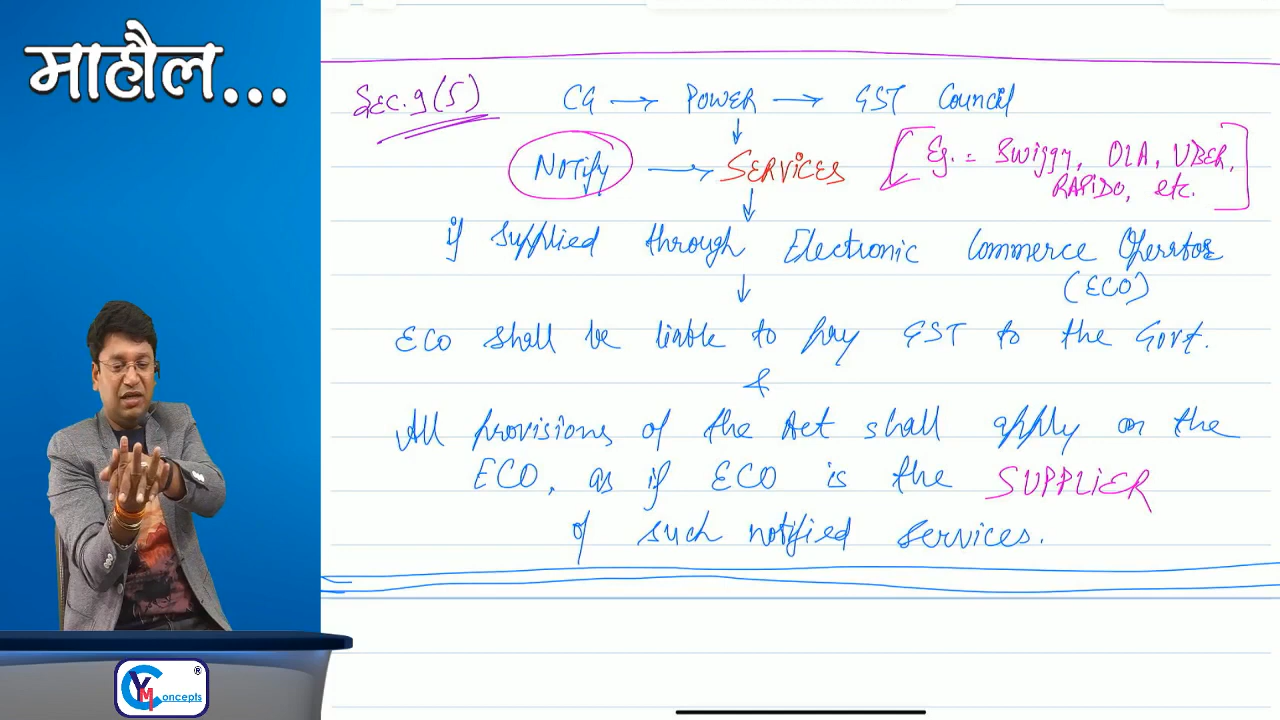 माहौल...
Sec. 9(5)
CG → POWER → GST Council
NOTIFY → SERVICES
[Eg. = Swiggy, OLA, UBER,
RAPIDO, etc.]
if supplied through Electronic Commerce Operator
(ECO)
ECO shall be liable to pay GST to the Govt.
&
All provisions of the Act shall apply on the
ECO, as if ECO is the SUPPLIER
of such notified services.
CYM Concepts ®